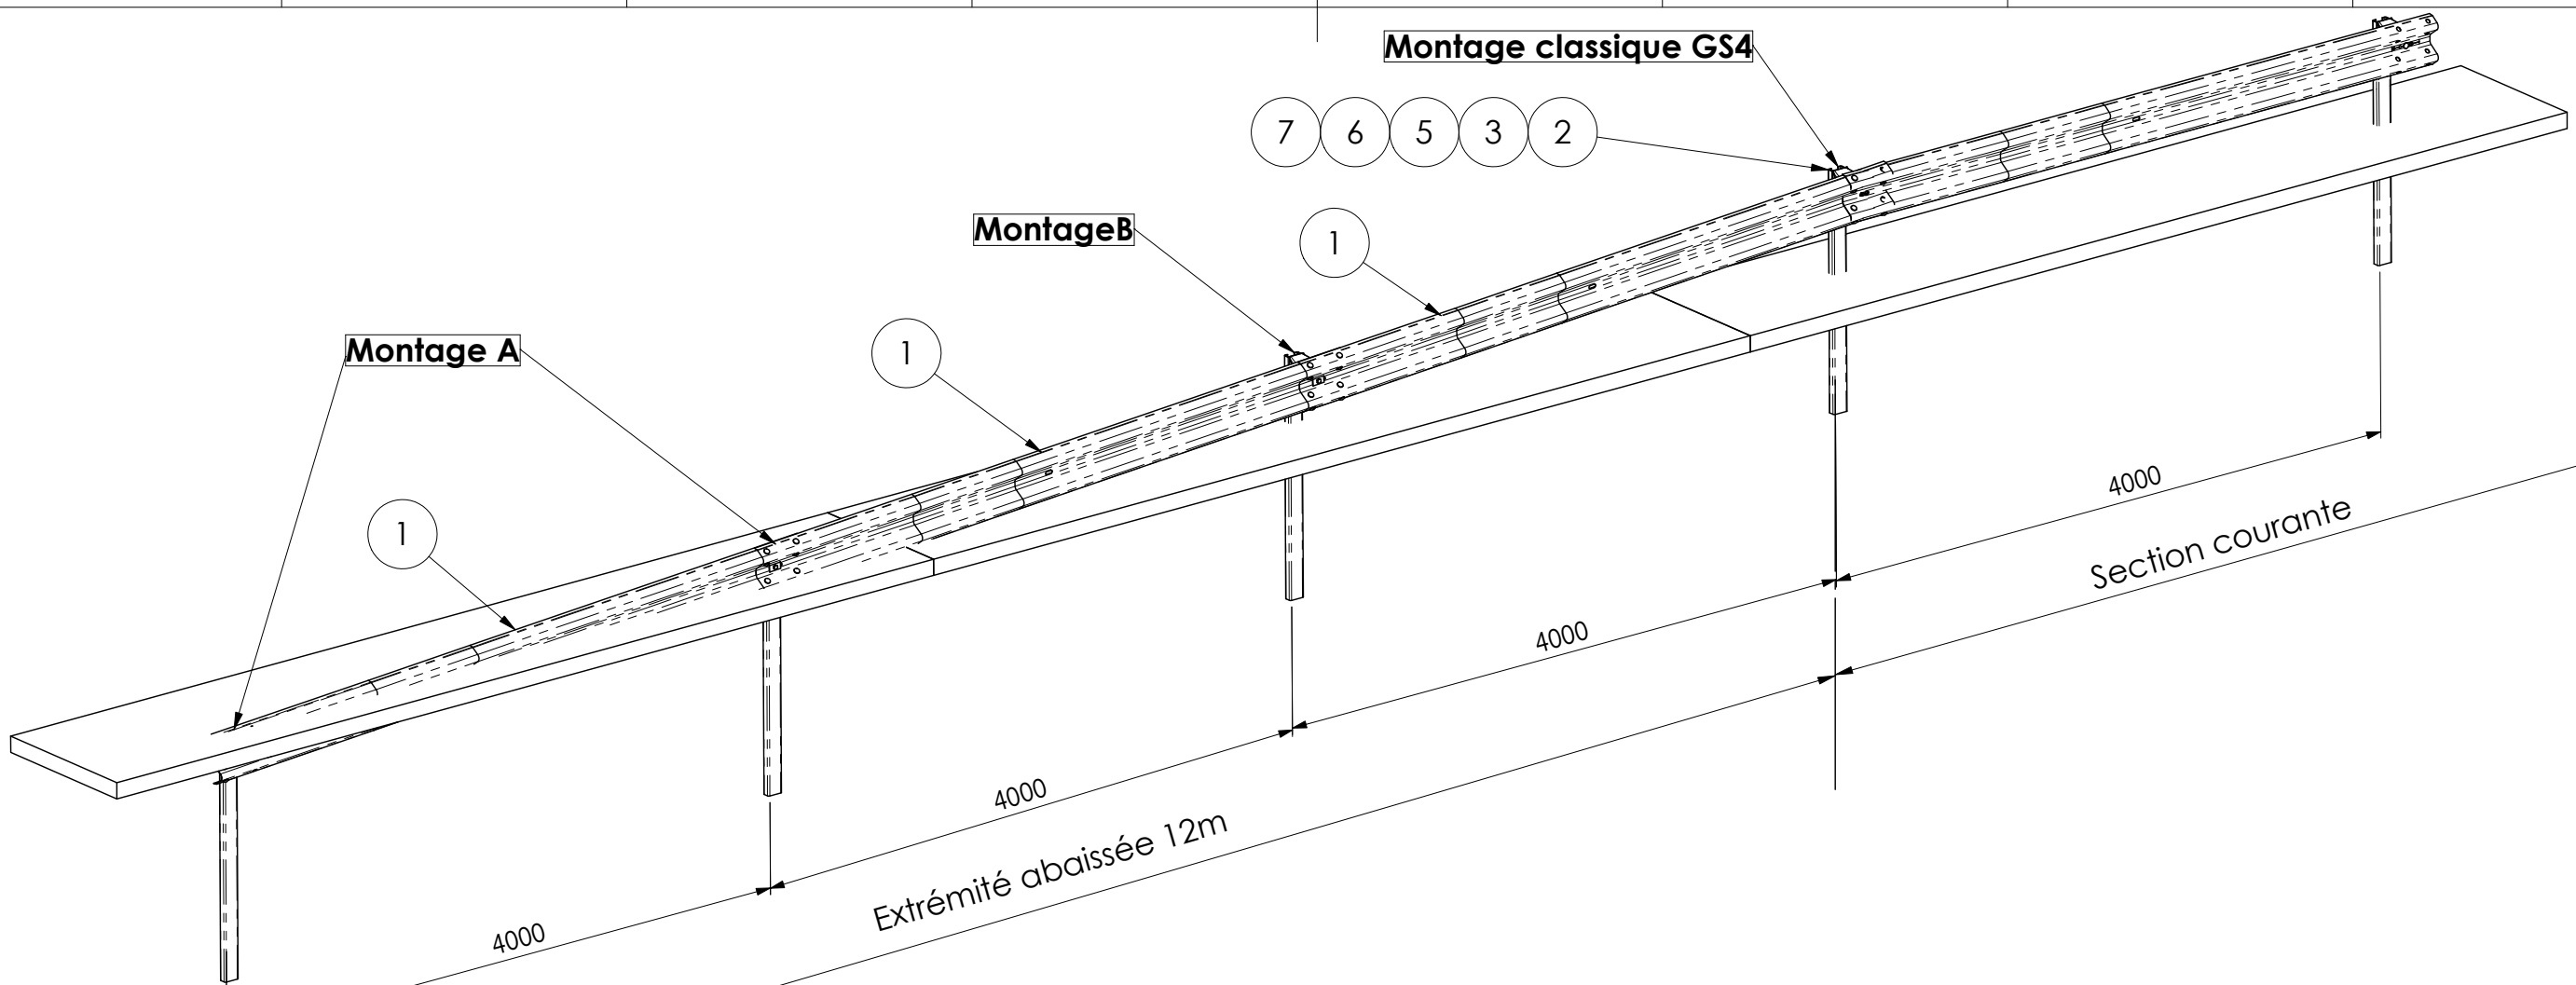 Montage classique GS4
7 6 5 3 2
MontageB
1
Montage A
1
1
4000
Section courante
4000
4000
Extrémité abaissée 12m
4000